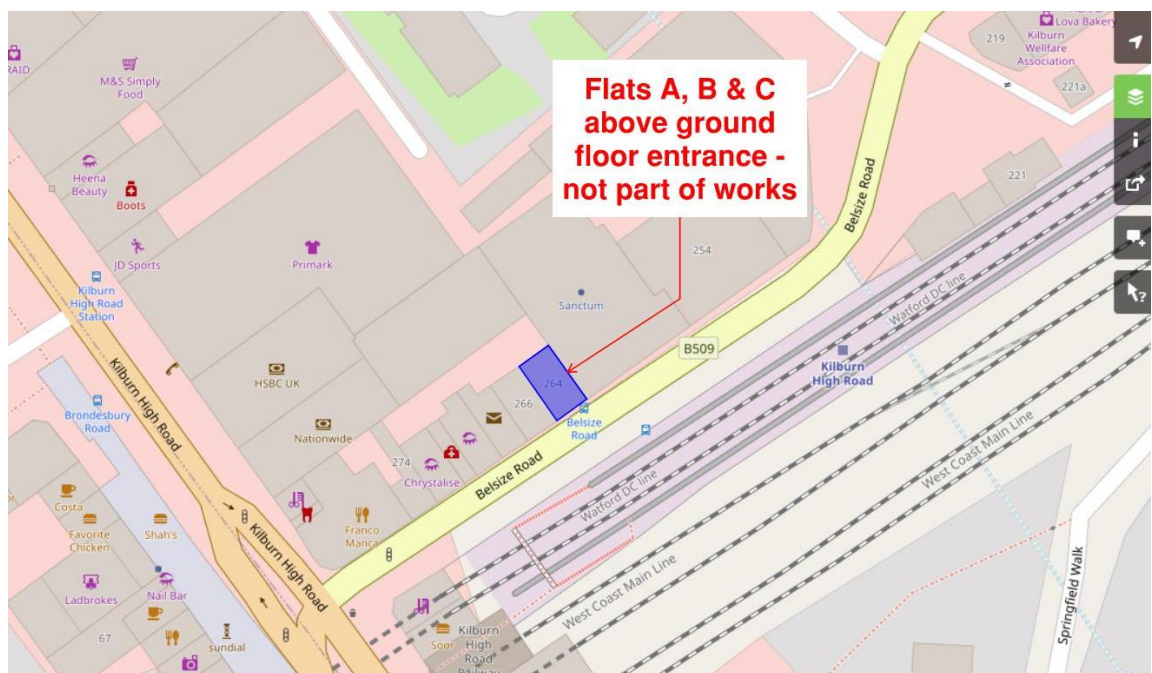 RAID
M&S Simply
Food
Heena
Beauty
Boots
JD Sports
Kilburn
High Road
Station
Primark
Flats A, B & C
above ground
floor entrance -
not part of works
219
Lova Bakery
Kilburn
Wellfare
Association
221a
221
Belsize Road
254
Sanctum
Watford DC line
B509
Kilburn
High Road
264
266
Belsize
Road
HSBC UK
Kilburn High Road
Brondesbury
Road
Nationwide
274
Chrystalise
Belsize Road
Watford DC line
West Coast Main Line
West Coast Main Line
Costa
Favorite
Chicken
Shah's
Franco
Manca
Kilburn High Road
Ladbrokes
Nail Bar
67
sundial
Soor
Kilburn
High
Road
Railway
Springfield Walk